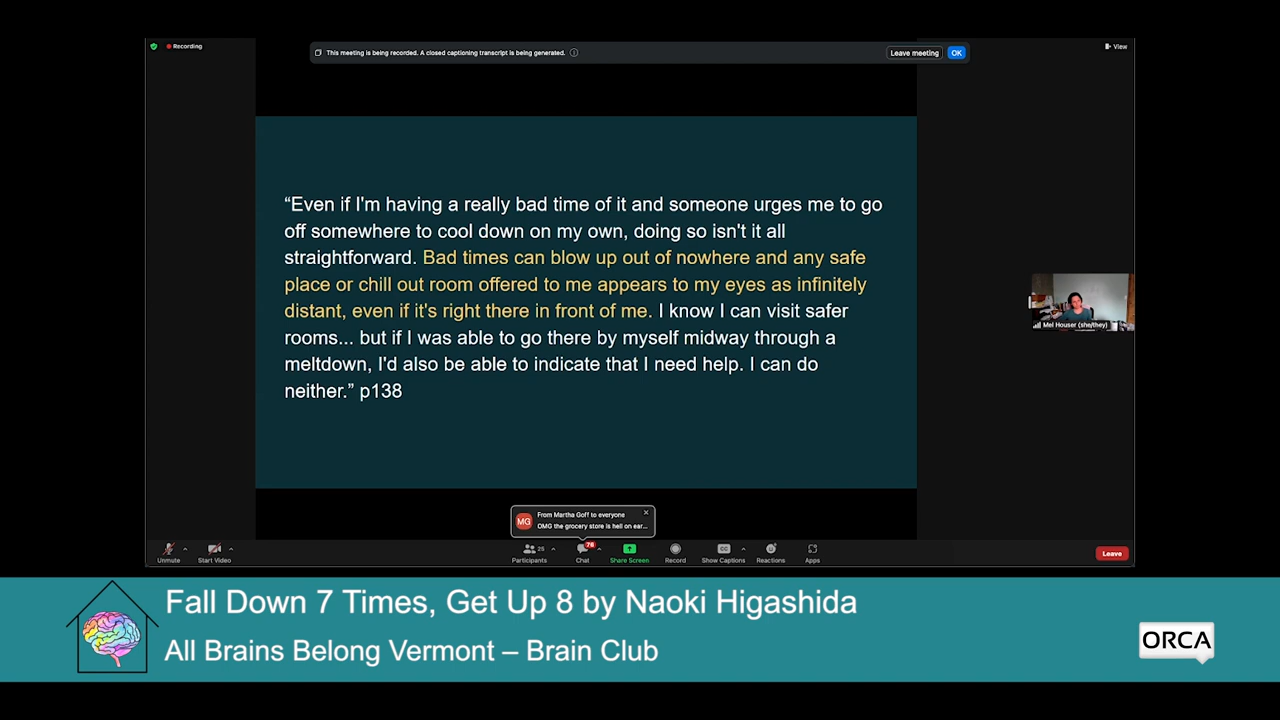 Recording
This meeting is being recorded. A closed captioning transcript is being generated.
Leave meeting
OK
View
“Even if I'm having a really bad time of it and someone urges me to go
off somewhere to cool down on my own, doing so isn't it all
straightforward. Bad times can blow up out of nowhere and any safe
place or chill out room offered to me appears to my eyes as infinitely
distant, even if it's right there in front of me. I know I can visit safer
rooms... but if I was able to go there by myself midway through a
meltdown, I'd also be able to indicate that I need help. I can do
neither.” p138
Mel Houser (she/they)
MG
From Martha Goff to everyone
OMG the grocery store is hell on ear...
Unmute
Start Video
Participants
25
Chat
76
Share Screen
Record
CC
Show Captions
Reactions
Apps
Leave
Fall Down 7 Times, Get Up 8 by Naoki Higashida
All Brains Belong Vermont – Brain Club
ORCA